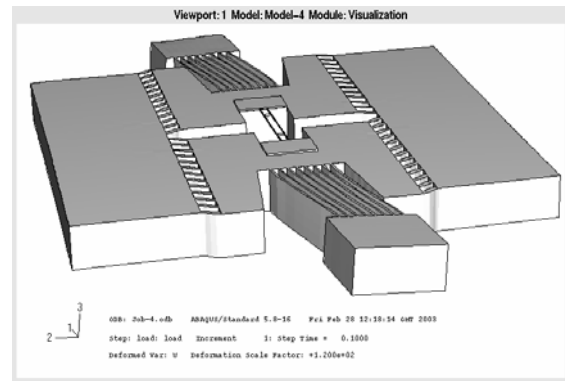 Viewport: 1 Model: Model-4 Module: Visualization
3
1
2
ODB: Job-4.odb ABAQUS/Standard 5.8-16 Fri Feb 28 12:18:14 GMT 2003
Step: load: load Increment 1: Step Time = 0.1000
Deformed Var: U Deformation Scale Factor: +1.200e+02